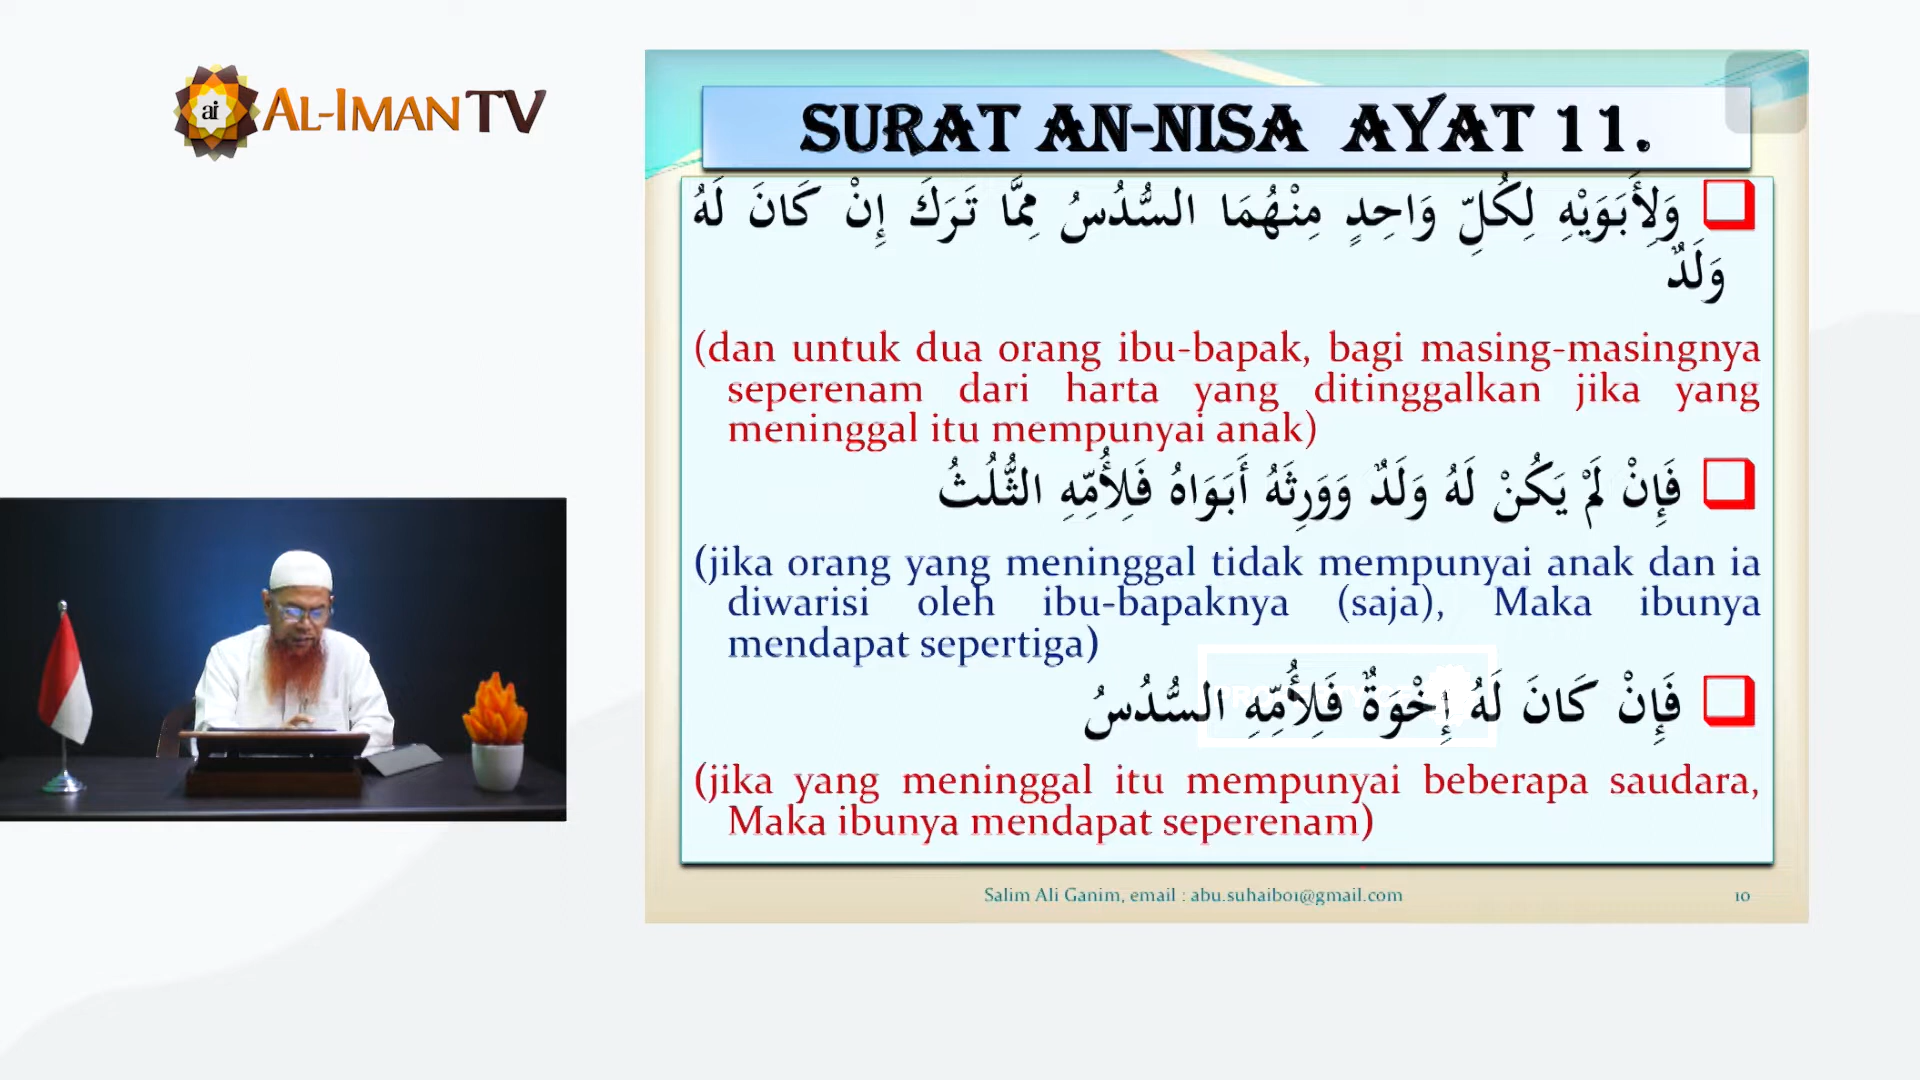 ai AL-IMAN TV
SURAT AN-NISA AYAT 11.
وَلِأَبَوَيْهِ لِكُلِّ وَاحِدٍ مِنْهُمَا السُّدُسُ مِمَّا تَرَكَ إِنْ كَانَ لَهُ
وَلَدٌ
(dan untuk dua orang ibu-bapak, bagi masing-masingnya
seperenam dari harta yang ditinggalkan jika yang
meninggal itu mempunyai anak)
فَإِنْ لَمْ يَكُنْ لَهُ وَلَدٌ وَوَرِثَهُ أَبَوَاهُ فَلِأُمِّهِ الثُّلُثُ
(jika orang yang meninggal tidak mempunyai anak dan ia
diwarisi oleh ibu-bapaknya (saja), Maka ibunya
mendapat sepertiga)
فَإِنْ كَانَ لَهُ إِخْوَةٌ فَلِأُمِّهِ السُّدُسُ
(jika yang meninggal itu mempunyai beberapa saudara,
Maka ibunya mendapat seperenam)
Salim Ali Ganim, email : abu.suhaib01@gmail.com
10